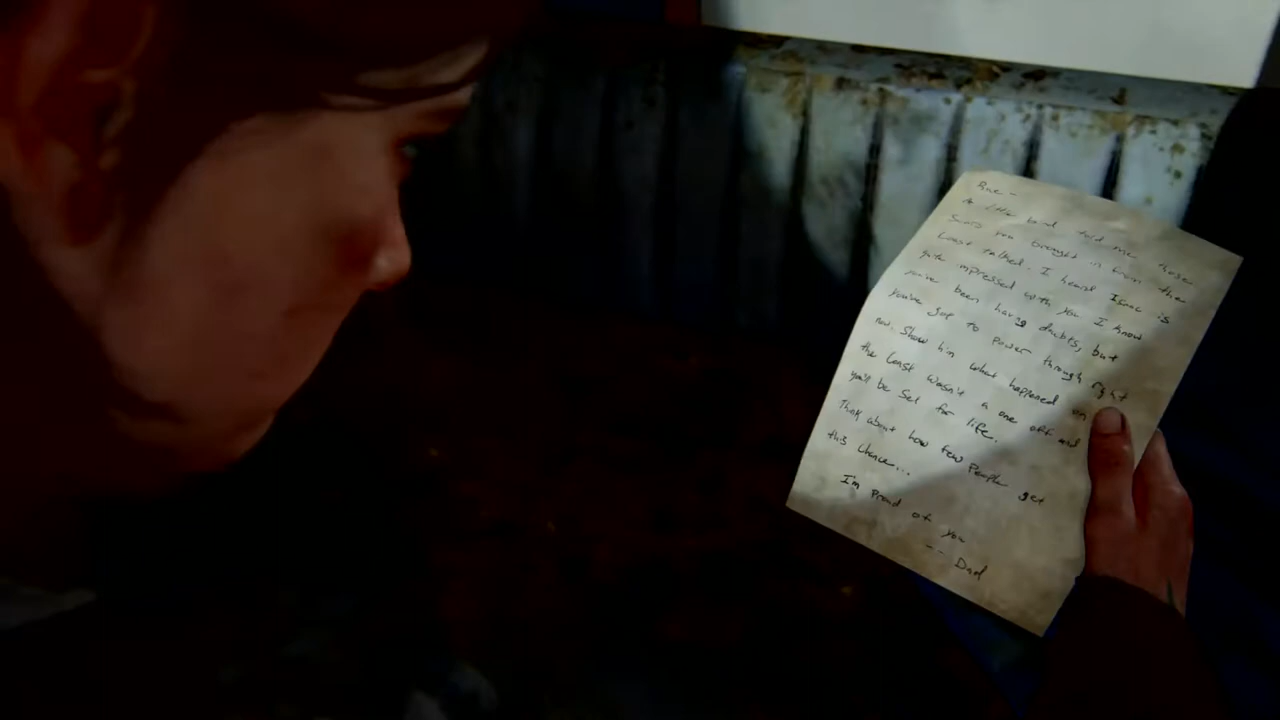 A little bird told me those
Scars you brought in from the
coast talked. I heard Isaac is
quite impressed with you. I know
you've been having doubts, but
you've got to power through right
now. Show him what happened on
the coast wasn't a one off and
you'll be set for life.
Think about how few people get
this chance...
I'm proud of you
-- Dad